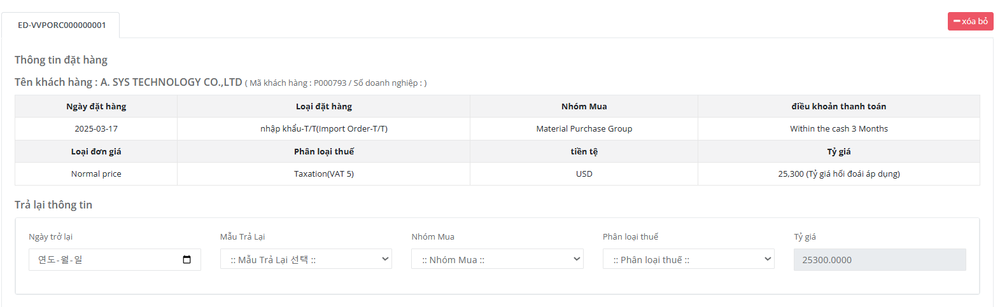 ED-VVPORC000000001
xóa bỏ
Thông tin đặt hàng
Tên khách hàng : A. SYS TECHNOLOGY CO.,LTD ( Mã khách hàng : P000793 / Số doanh nghiệp : )
Ngày đặt hàng Loại đặt hàng Nhóm Mua điều khoản thanh toán
2025-03-17 nhập khẩu-T/T(Import Order-T/T) Material Purchase Group Within the cash 3 Months
Loại đơn giá Phân loại thuế tiền tệ Tỷ giá
Normal price Taxation(VAT 5) USD 25,300 (Tỷ giá hối đoái áp dụng)
Trả lại thông tin
Ngày trở lại Mẫu Trả Lại Nhóm Mua Phân loại thuế Tỷ giá
연도-월-일 :: Mẫu Trả Lại 선택 :: :: Nhóm Mua :: :: Phân loại thuế :: 25300.0000